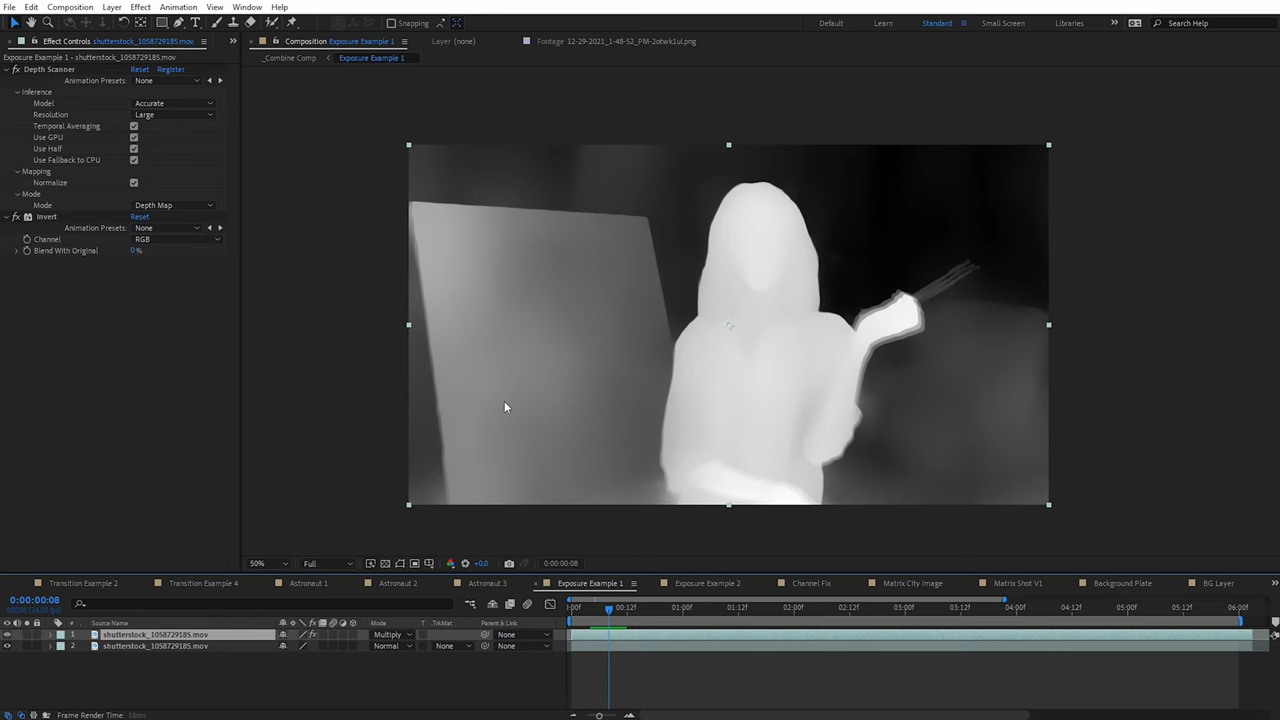 File Edit Composition Layer Effect Animation View Window Help
Snapping Default Learn Standard Small Screen Libraries Search Help
Effect Controls shutterstock_1058729185.mov Composition Exposure Example 1 Layer (none) Footage 12-29-2021_1-48-52_PM-2otwk1ul.png
Exposure Example 1 - shutterstock_1058729185.mov _Combine Comp Exposure Example 1
fx Depth Scanner Reset Register
Animation Presets: None
Inference
Model Accurate
Resolution Large
Temporal Averaging
Use GPU
Use Half
Use Fallback to CPU
Mapping
Normalize
Mode
Mode Depth Map
fx Invert Reset
Animation Presets: None
Channel RGB
Blend With Original 0 %
50% Full +0.0 0:00:00:08
Transition Example 2 Transition Example 4 Astronaut 1 Astronaut 2 Astronaut 3 Exposure Example 1 Exposure Example 2 Channel Fix Matrix City Image Matrix Shot V1 Background Plate BG Layer
0:00:00:08
00008 (24.00 fps)
:00f 00:12f 01:00f 01:12f 02:00f 02:12f 03:00f 03:12f 04:00f 04:12f 05:00f 05:12f 06:00f
# Source Name Mode T TrkMat Parent & Link
1 shutterstock_1058729185.mov fx Multiply None
2 shutterstock_1058729185.mov Normal None None
Frame Render Time: 18ms